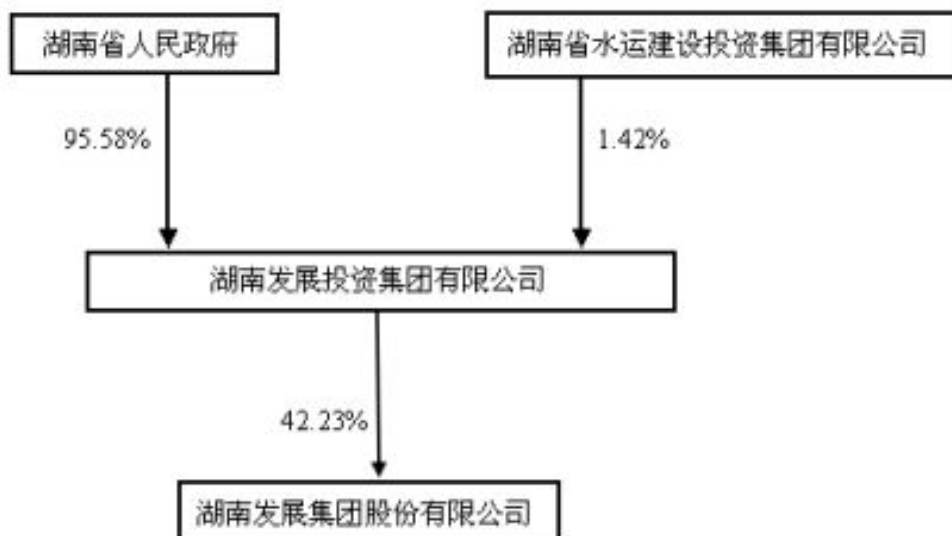 湖南省人民政府
湖南省水运建设投资集团有限公司
95.58%
1.42%
湖南发展投资集团有限公司
42.23%
湖南发展集团股份有限公司